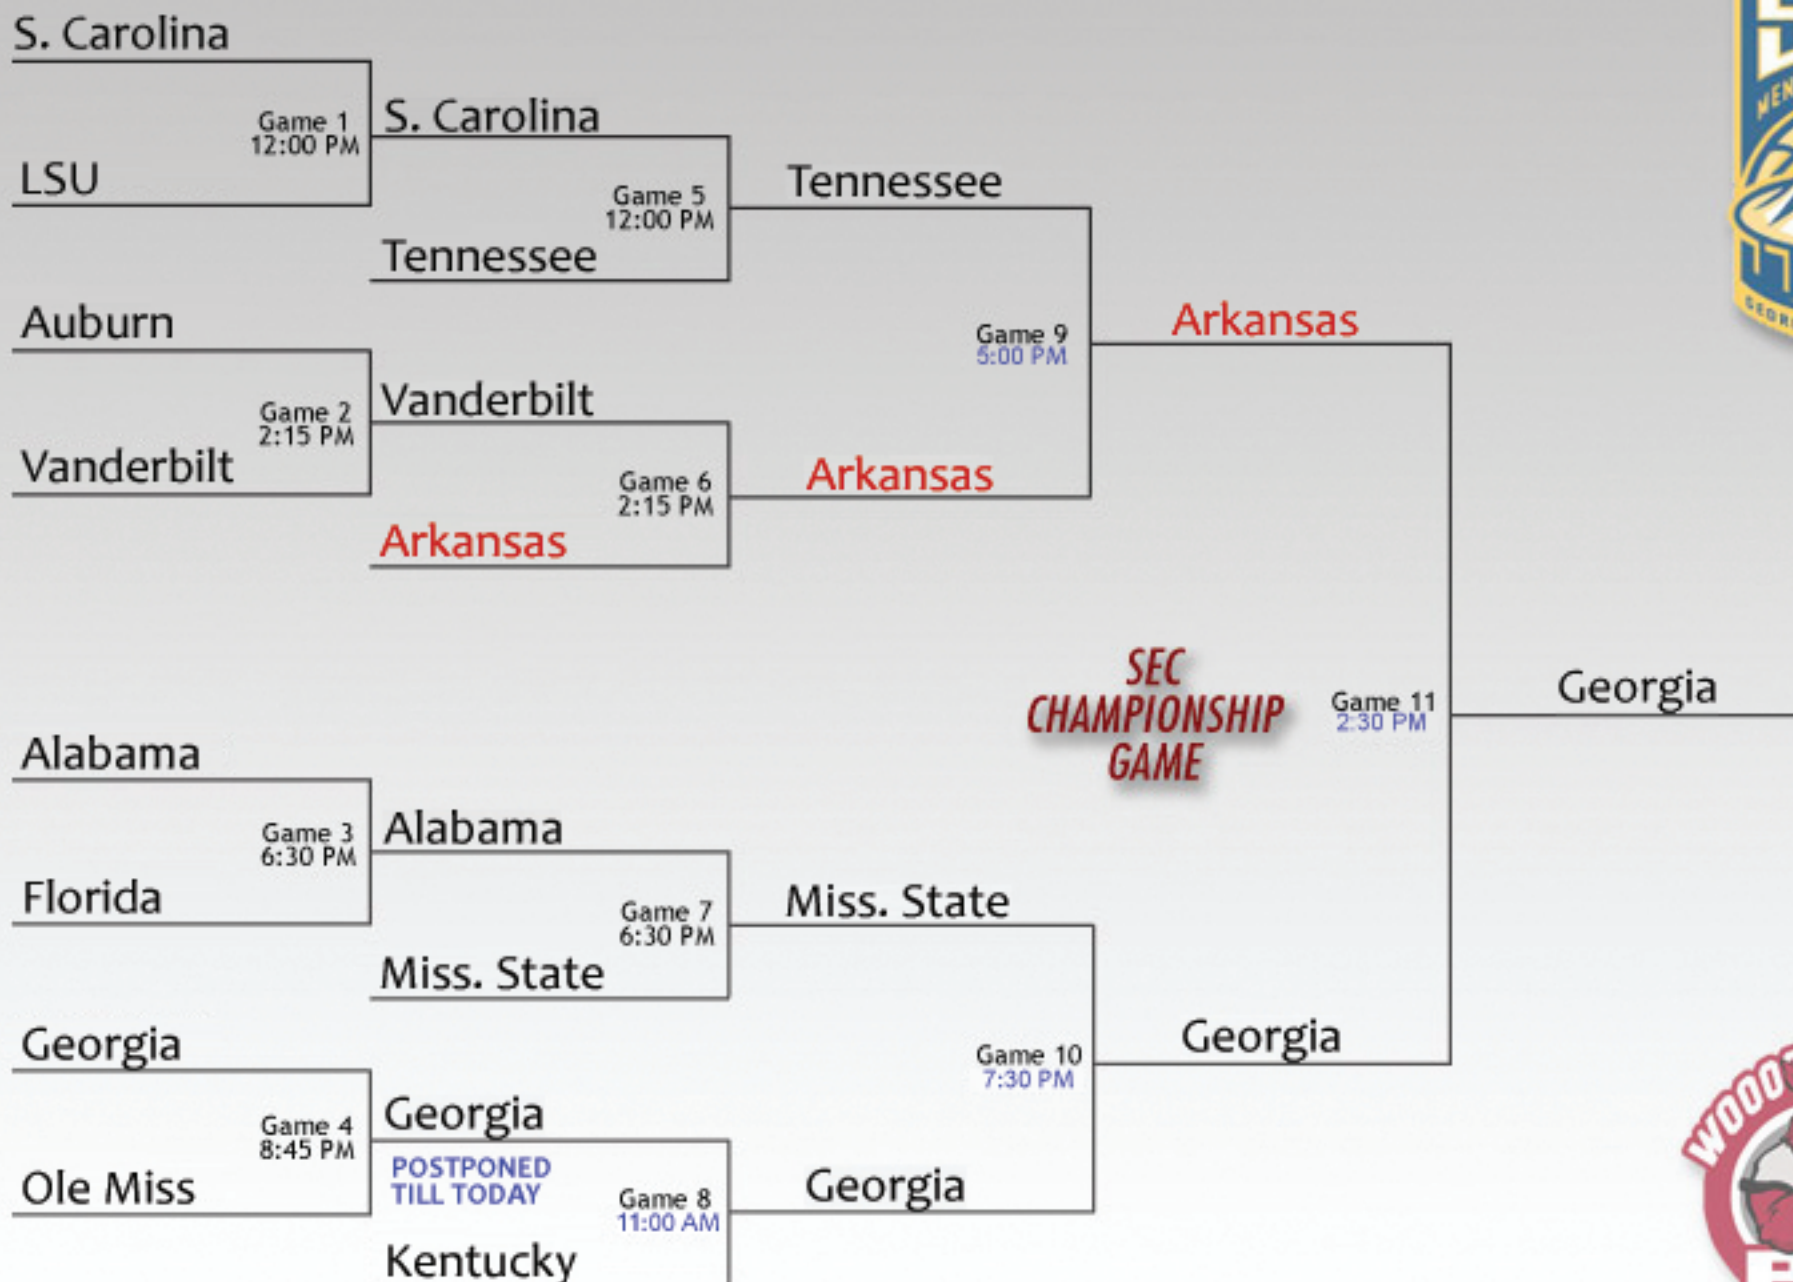 S. Carolina
Game 1
12:00 PM
LSU
S. Carolina
Game 5
12:00 PM
Tennessee
Tennessee
Auburn
Game 2
2:15 PM
Vanderbilt
Vanderbilt
Game 6
2:15 PM
Arkansas
Arkansas
Game 9
5:00 PM
Arkansas
SEC
CHAMPIONSHIP
GAME
Game 11
2:30 PM
Georgia
Alabama
Game 3
6:30 PM
Florida
Alabama
Game 7
6:30 PM
Miss. State
Miss. State
Georgia
Game 4
8:45 PM
Ole Miss
Georgia
POSTPONED
TILL TODAY
Game 8
11:00 AM
Kentucky
Georgia
Game 10
7:30 PM
Georgia